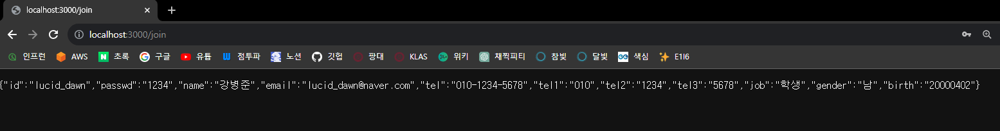 localhost:3000/join
localhost:3000/join
인프런 AWS 초록 구글 유튭 점투파 노션 깃헙 팡대 KLAS 위키 채찍피티 참빛 달빛 색심 E1I6
{"id":"lucid_dawn","passwd":"1234","name":"강병준","email":"lucid_dawn@naver.com","tel":"010-1234-5678","tel1":"010","tel2":"1234","tel3":"5678","job":"학생","gender":"남","birth":"20000402"}